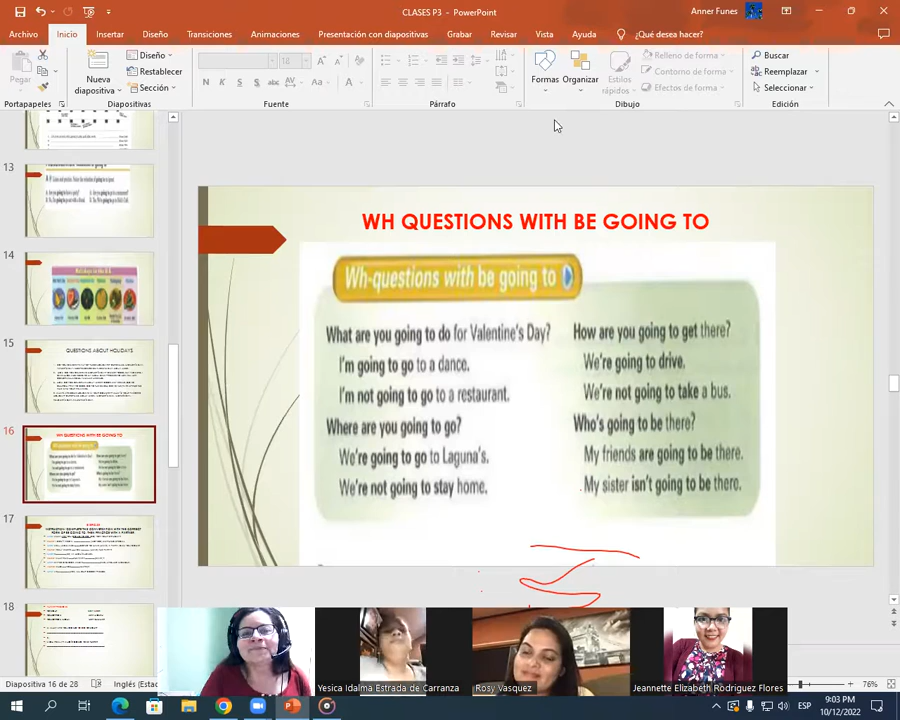 CLASES P3 - PowerPoint
Anner Funes
Archivo Inicio Insertar Diseño Transiciones Animaciones Presentación con diapositivas Grabar Revisar Vista Ayuda ¿Qué desea hacer?
Pegar
Nueva diapositiva
Diseño
Restablecer
Sección
N K S
18
Formas
Organizar
Estilos rápidos
Relleno de forma
Contorno de forma
Efectos de forma
Buscar
Reemplazar
Seleccionar
Portapapeles Diapositivas Fuente Párrafo Dibujo Edición
13
14
15
QUESTIONS ABOUT HOLIDAYS
16
WH QUESTIONS WITH BE GOING TO
17
18
WH QUESTIONS WITH BE GOING TO
Wh-questions with be going to
What are you going to do for Valentine's Day?
I'm going to go to a dance.
I'm not going to go to a restaurant.
Where are you going to go?
We're going to go to Laguna's.
We're not going to stay home.
How are you going to get there?
We're going to drive.
We're not going to take a bus.
Who's going to be there?
My friends are going to be there.
My sister isn't going to be there.
Yesica Idalma Estrada de Carranza
Rosy Vasquez
Jeannette Elizabeth Rodriguez Flores
Diapositiva 16 de 28
Inglés (Esta
76%
ESP
9:03 PM
10/12/2022